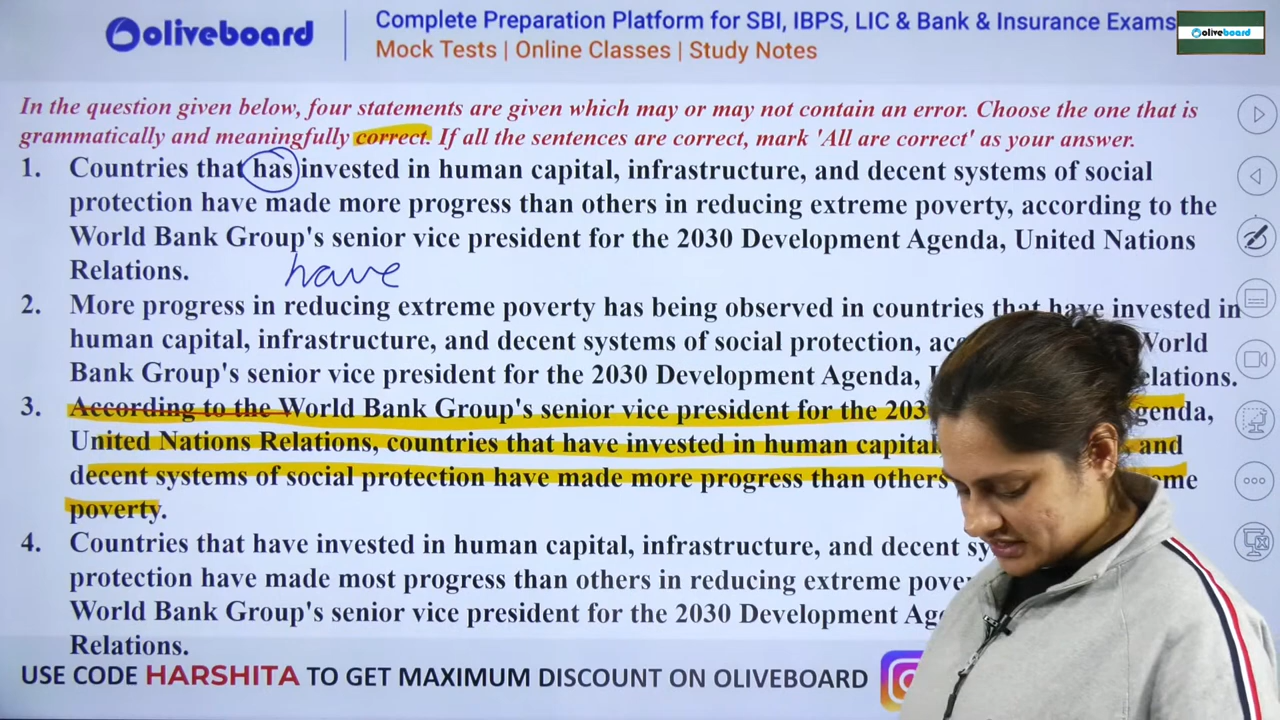 oliveboard
Complete Preparation Platform for SBI, IBPS, LIC & Bank & Insurance Exams
Mock Tests | Online Classes | Study Notes
oliveboard
In the question given below, four statements are given which may or may not contain an error. Choose the one that is
grammatically and meaningfully correct. If all the sentences are correct, mark 'All are correct' as your answer.
1. Countries that has invested in human capital, infrastructure, and decent systems of social
protection have made more progress than others in reducing extreme poverty, according to the
World Bank Group's senior vice president for the 2030 Development Agenda, United Nations
Relations.
have
2. More progress in reducing extreme poverty has being observed in countries that have invested in
human capital, infrastructure, and decent systems of social protection, World
Bank Group's senior vice president for the 2030 Development Agenda, Relations.
3. According to the World Bank Group's senior vice president for the
United Nations Relations, countries that have invested in human capital and
decent systems of social protection have made more progress than others
poverty.
4. Countries that have invested in human capital, infrastructure, and decent
protection have made most progress than others in reducing extreme
World Bank Group's senior vice president for the 2030 Development
Relations.
USE CODE HARSHITA TO GET MAXIMUM DISCOUNT ON OLIVEBOARD